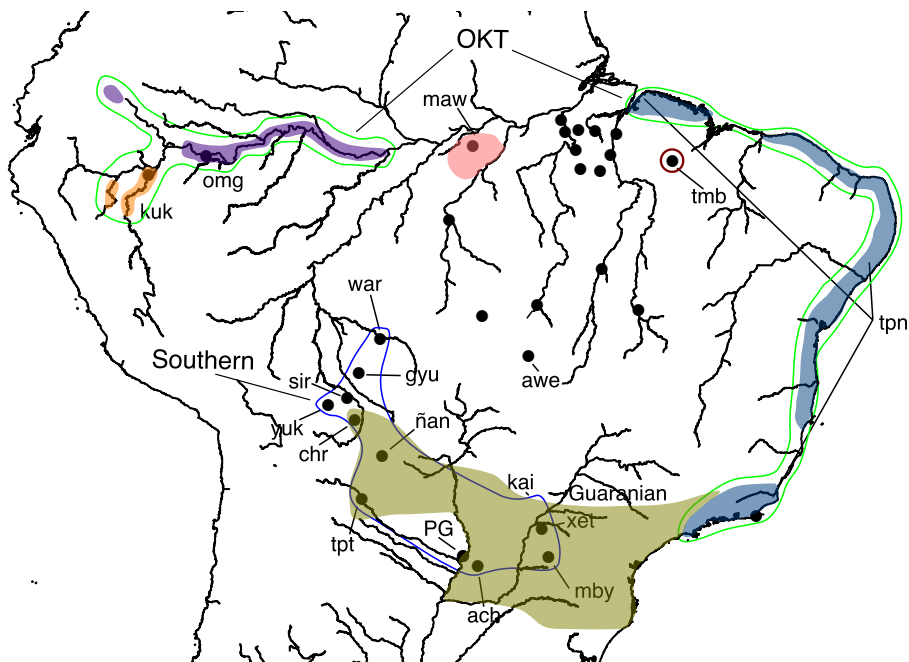 OKT
maw
omg
tmb
kuk
war
tpn
Southern
sir
gyu
awe
yuk
ñan
chr
kai
Guaranian
xet
PG
tpt
mby
ach